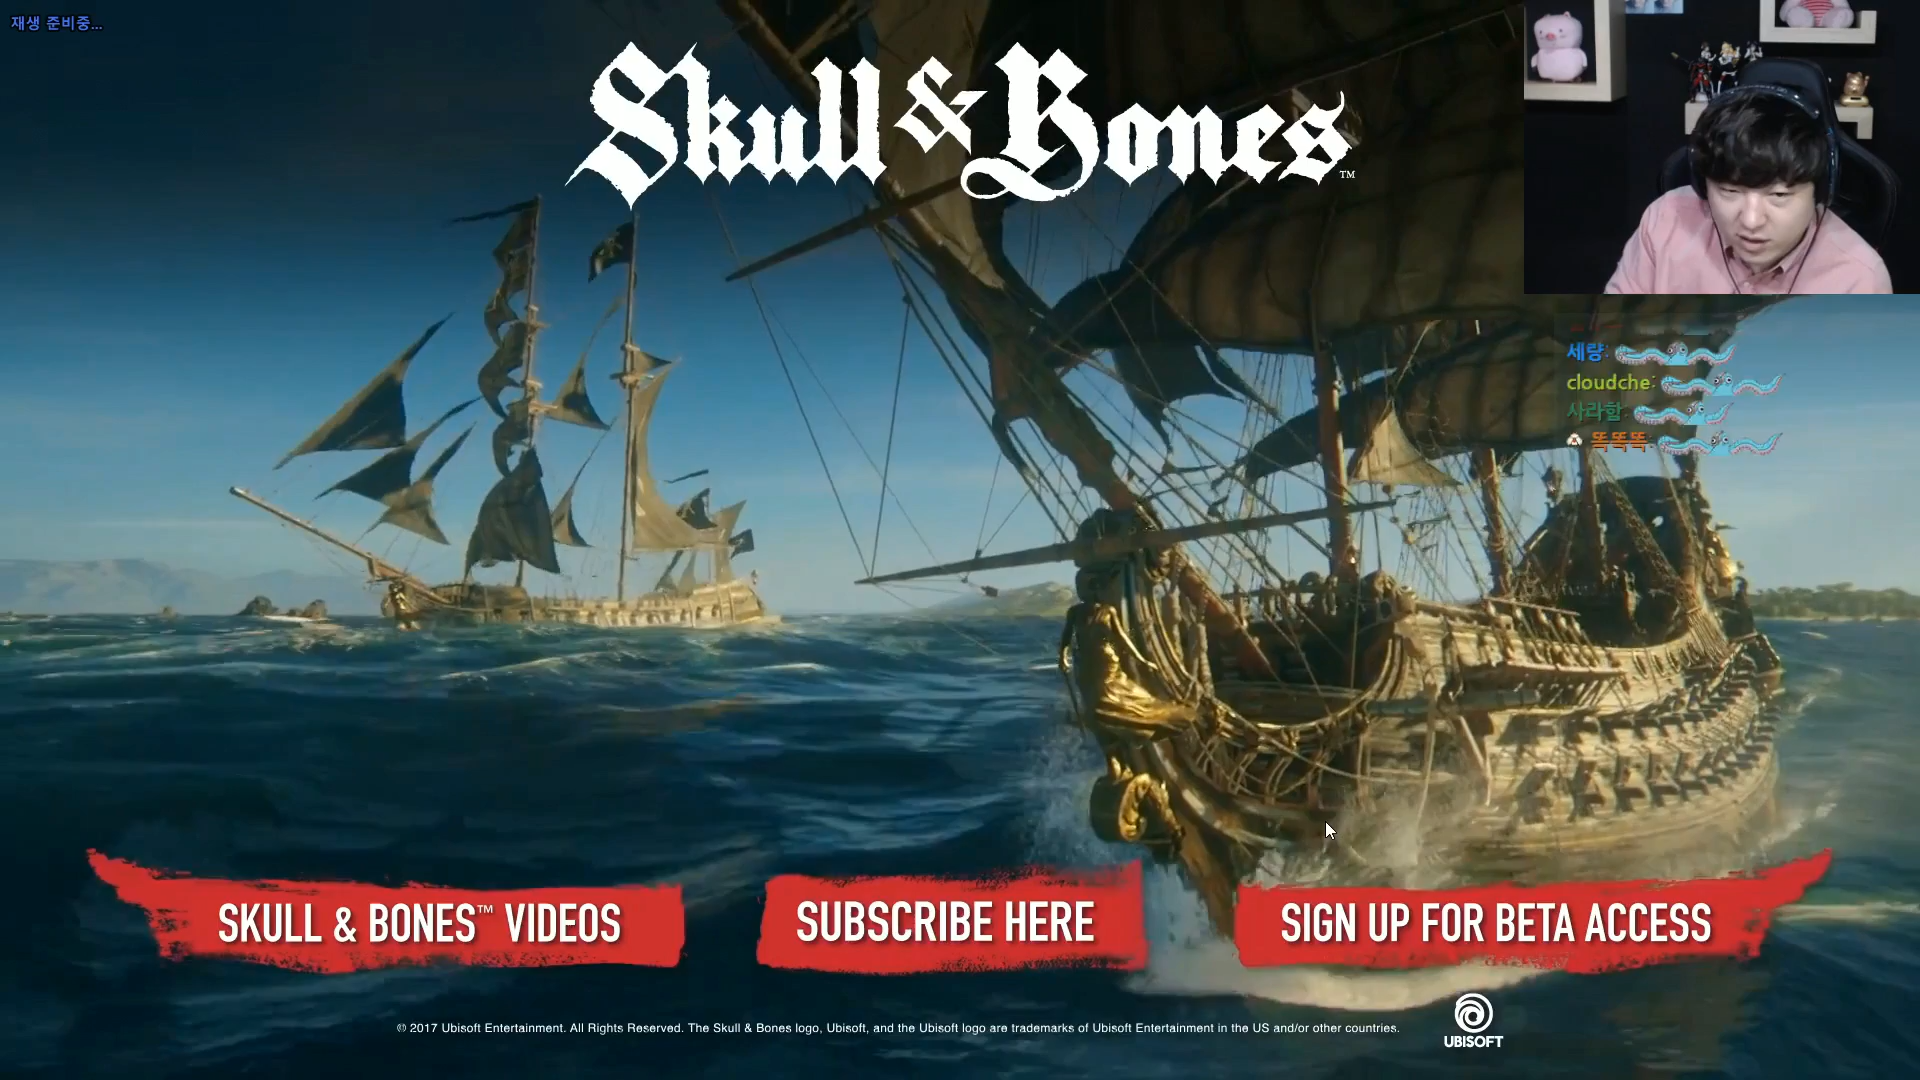 재생 준비중...
Skull & Bones™
세량:
cloudche:
사라함:
똑똑똑:
SKULL & BONES™ VIDEOS
SUBSCRIBE HERE
SIGN UP FOR BETA ACCESS
© 2017 Ubisoft Entertainment. All Rights Reserved. The Skull & Bones logo, Ubisoft, and the Ubisoft logo are trademarks of Ubisoft Entertainment in the US and/or other countries.
UBISOFT